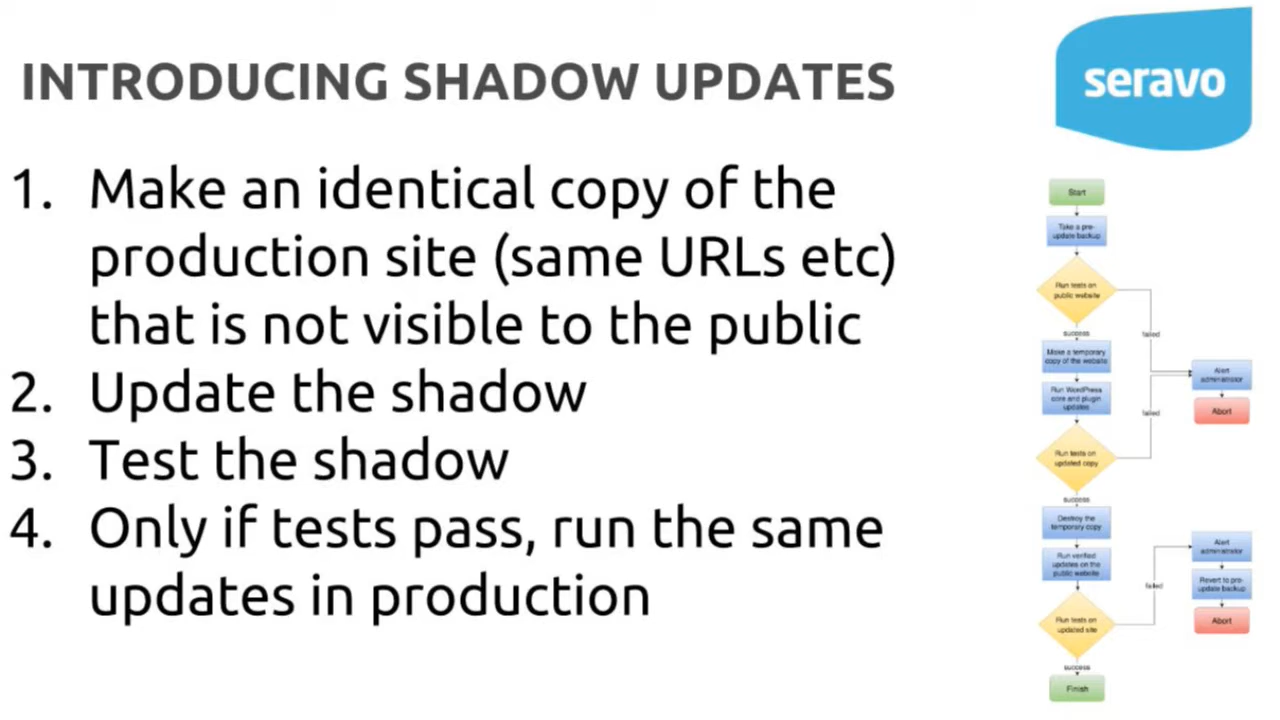 INTRODUCING SHADOW UPDATES
seravo
1. Make an identical copy of the
production site (same URLs etc)
that is not visible to the public
2. Update the shadow
3. Test the shadow
4. Only if tests pass, run the same
updates in production
Start
Take a pre-
update backup
Run tests on
public website
failed
success
Make a temporary
copy of the website
Alert
administrator
Run WordPress
core and plugin
updates
Abort
failed
Run tests on
updated copy
success
Destroy the
temporary copy
Run verified
updates on the
public website
Alert
administrator
failed
Revert to pre-
update backup
Run tests on
updated site
Abort
success
Finish